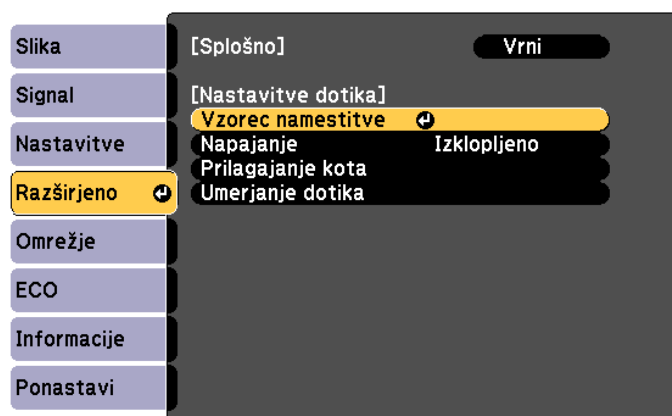 Slika
Signal
Nastavitve
Razširjeno
Omrežje
ECO
Informacije
Ponastavi
[Splošno] Vrni
[Nastavitve dotika]
Vzorec namestitve
Napajanje Izklopljeno
Prilagajanje kota
Umerjanje dotika